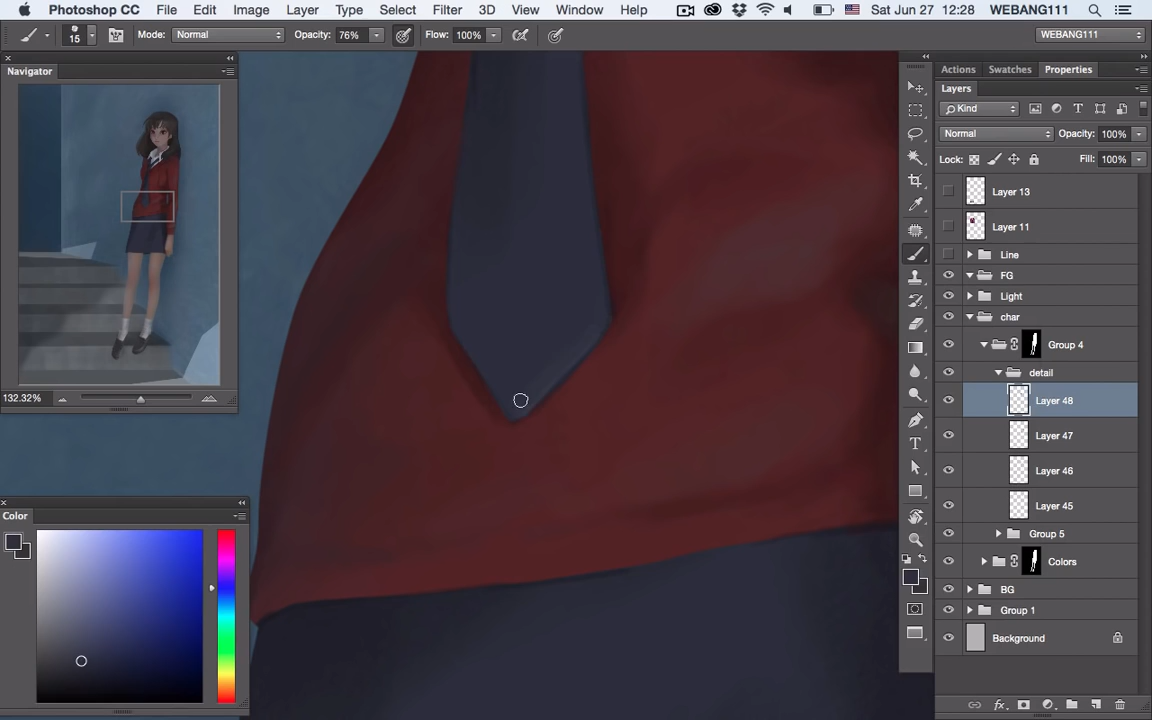 Photoshop CC File Edit Image Layer Type Select Filter 3D View Window Help Sat Jun 27 12:28 WEBANG111
15 Mode: Normal Opacity: 76% Flow: 100% WEBANG111
Navigator
132.32%
Color
Actions Swatches Properties
Layers
Kind
Normal Opacity: 100%
Lock: Fill: 100%
Layer 13
Layer 11
Line
FG
Light
char
Group 4
detail
Layer 48
Layer 47
Layer 46
Layer 45
Group 5
Colors
BG
Group 1
Background